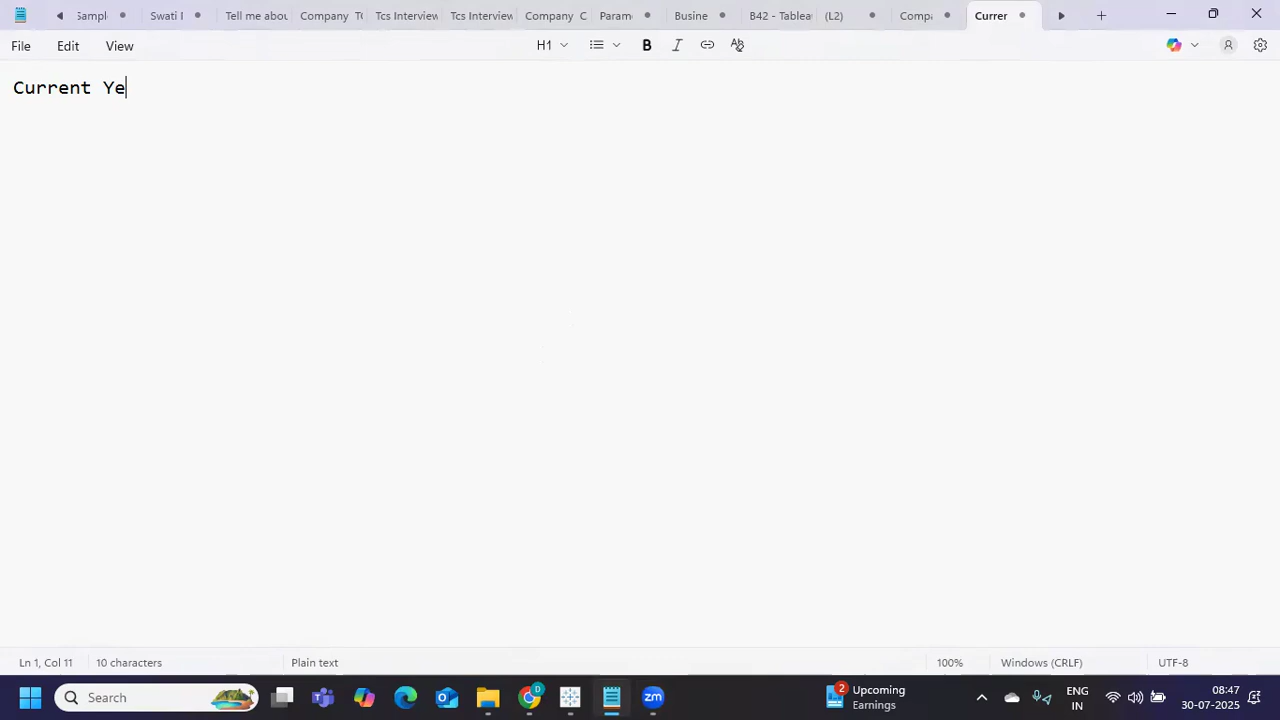 Sampl
Swati I
Tell me abou
Company TC
Tcs Interview
Tcs Interview
Company C
Param
Busine
B42 - Tablea
(L2)
Compa
Currer
File
Edit
View
H1
B
I
Current Ye
Ln 1, Col 11
10 characters
Plain text
100%
Windows (CRLF)
UTF-8
Search
2
Upcoming
Earnings
ENG
IN
08:47
30-07-2025